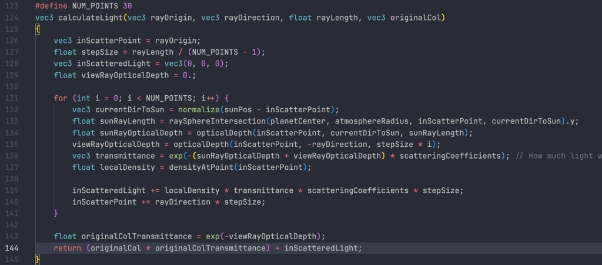 123 #define NUM_POINTS 30
124 vec3 calculateLight(vec3 rayOrigin, vec3 rayDirection, float rayLength, vec3 originalCol)
125 {
126 vec3 inScatterPoint = rayOrigin;
127 float stepSize = rayLength / (NUM_POINTS - 1);
128 vec3 inScatteredLight = vec3(0, 0, 0);
129 float viewRayOpticalDepth = 0.;
130
131 for (int i = 0; i < NUM_POINTS; i++) {
132 vec3 currentDirToSun = normalize(sunPos - inScatterPoint);
133 float sunRayLength = raySphereIntersection(planetCenter, atmosphereRadius, inScatterPoint, currentDirToSun).y;
134 float sunRayOpticalDepth = opticalDepth(inScatterPoint, currentDirToSun, sunRayLength);
135 viewRayOpticalDepth = opticalDepth(inScatterPoint, -rayDirection, stepSize * i);
136 vec3 transmittance = exp(-(sunRayOpticalDepth + viewRayOpticalDepth) * scatteringCoefficients); // How much light w
137 float localDensity = densityAtPoint(inScatterPoint);
138
139 inScatteredLight += localDensity * transmittance * scatteringCoefficients * stepSize;
140 inScatterPoint += rayDirection * stepSize;
141 }
142
143 float originalColTransmittance = exp(-viewRayOpticalDepth);
144 return (originalCol * originalColTransmittance) + inScatteredLight;
145 }